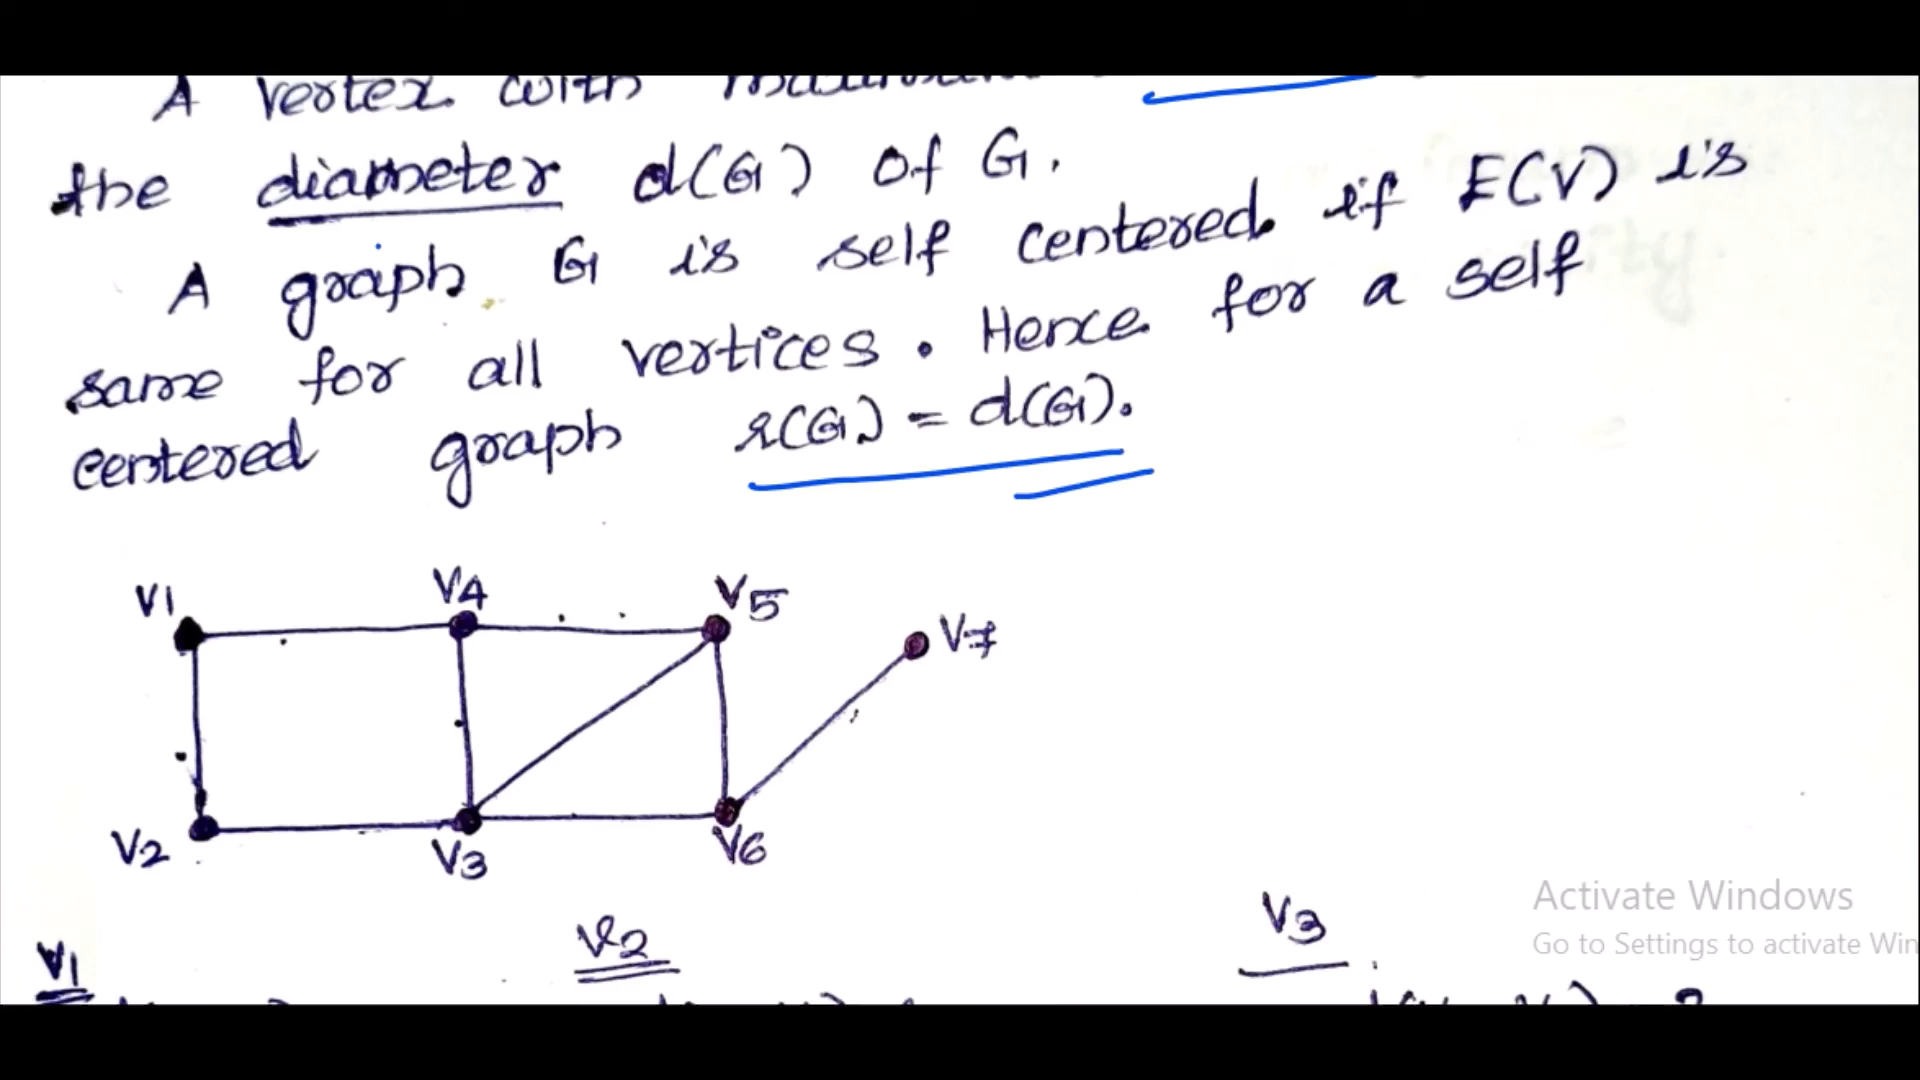 A vertex with maximum
the diameter d(G) of G.
A graph G is self centered if E(V) is
same for all vertices. Hence for a self
centered graph r(G) = d(G).
V1 V4 V5
V7
V2 V3 V6
V1 V2 V3
Activate Windows
Go to Settings to activate Win